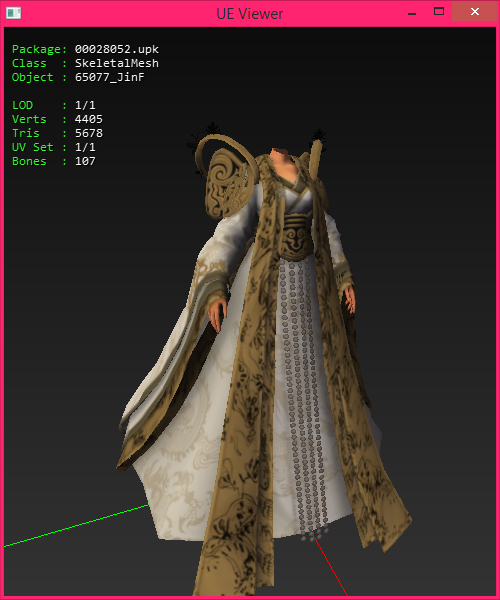 UE Viewer
Package: 00028052.upk
Class  : SkeletalMesh
Object : 65077_JinF
LOD    : 1/1
Verts  : 4405
Tris   : 5678
UV Set : 1/1
Bones  : 107